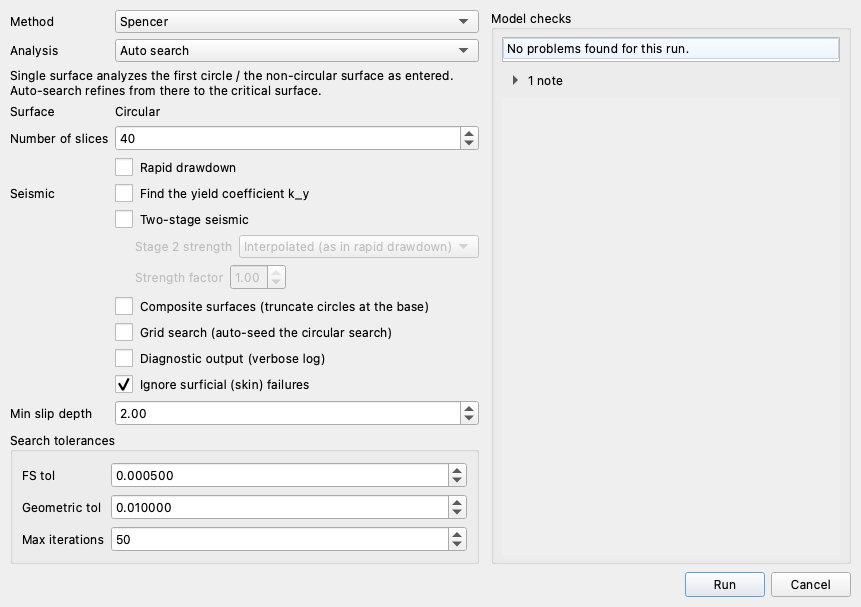 Method Spencer
Analysis Auto search
Single surface analyzes the first circle / the non-circular surface as entered.
Auto-search refines from there to the critical surface.
Surface Circular
Number of slices 40
Rapid drawdown
Seismic Find the yield coefficient k_y
Two-stage seismic
Stage 2 strength Interpolated (as in rapid drawdown)
Strength factor 1.00
Composite surfaces (truncate circles at the base)
Grid search (auto-seed the circular search)
Diagnostic output (verbose log)
Ignore surficial (skin) failures
Min slip depth 2.00
Search tolerances
FS tol 0.000500
Geometric tol 0.010000
Max iterations 50
Model checks
No problems found for this run.
1 note
Run Cancel